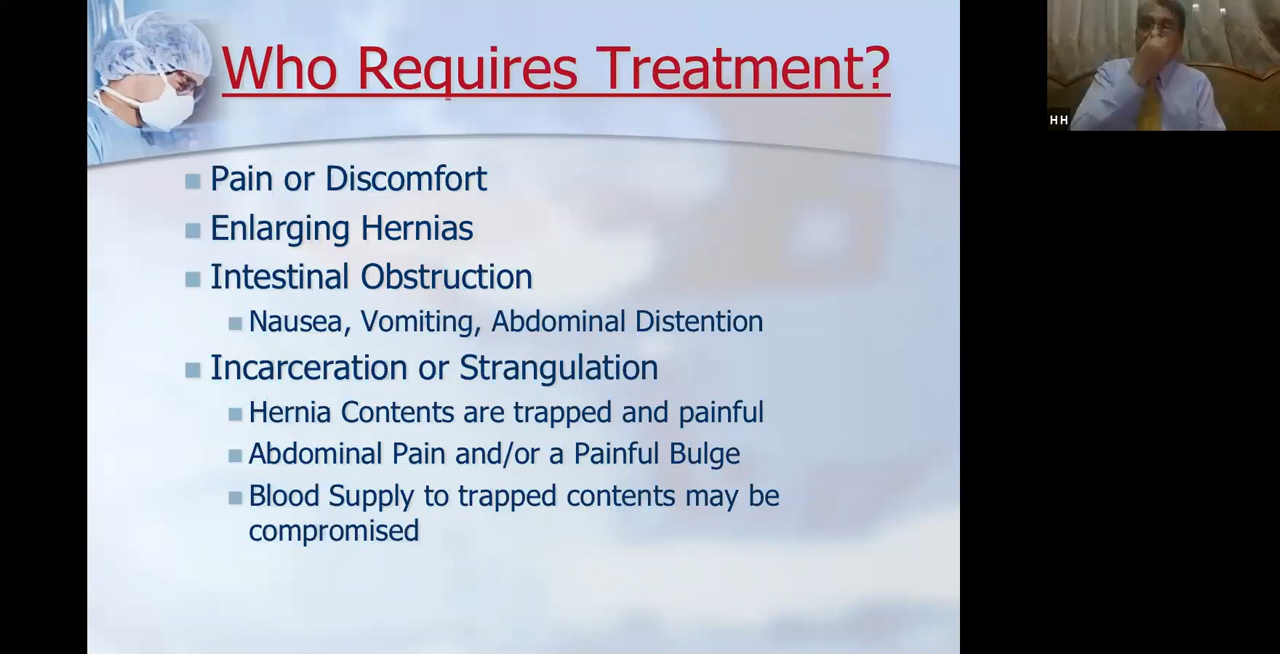 Who Requires Treatment?
Pain or Discomfort
Enlarging Hernias
Intestinal Obstruction
Nausea, Vomiting, Abdominal Distention
Incarceration or Strangulation
Hernia Contents are trapped and painful
Abdominal Pain and/or a Painful Bulge
Blood Supply to trapped contents may be
compromised
HH